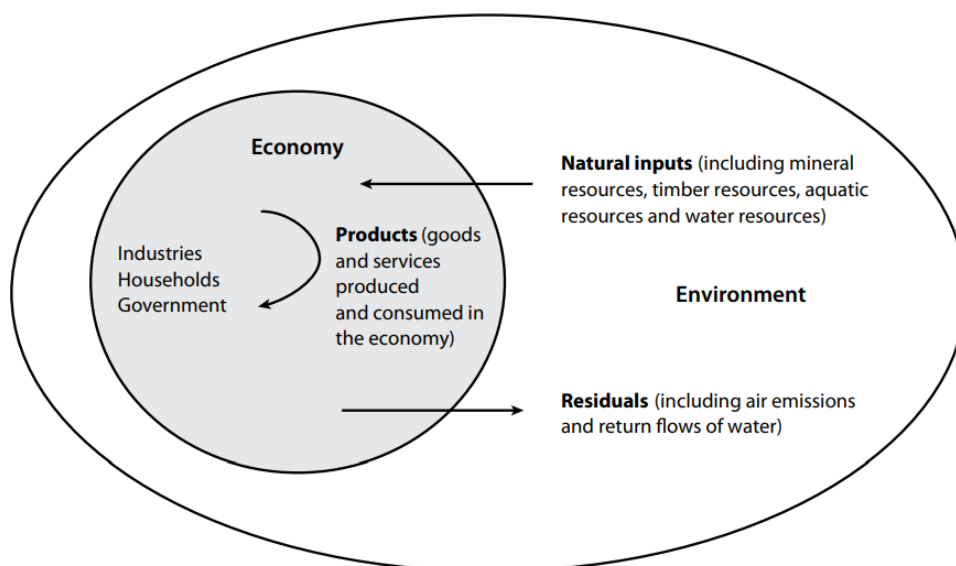 Economy
Natural inputs (including mineral
resources, timber resources, aquatic
resources and water resources)
Industries
Households
Government
Products (goods
and services
produced
and consumed in
the economy)
Environment
Residuals (including air emissions
and return flows of water)